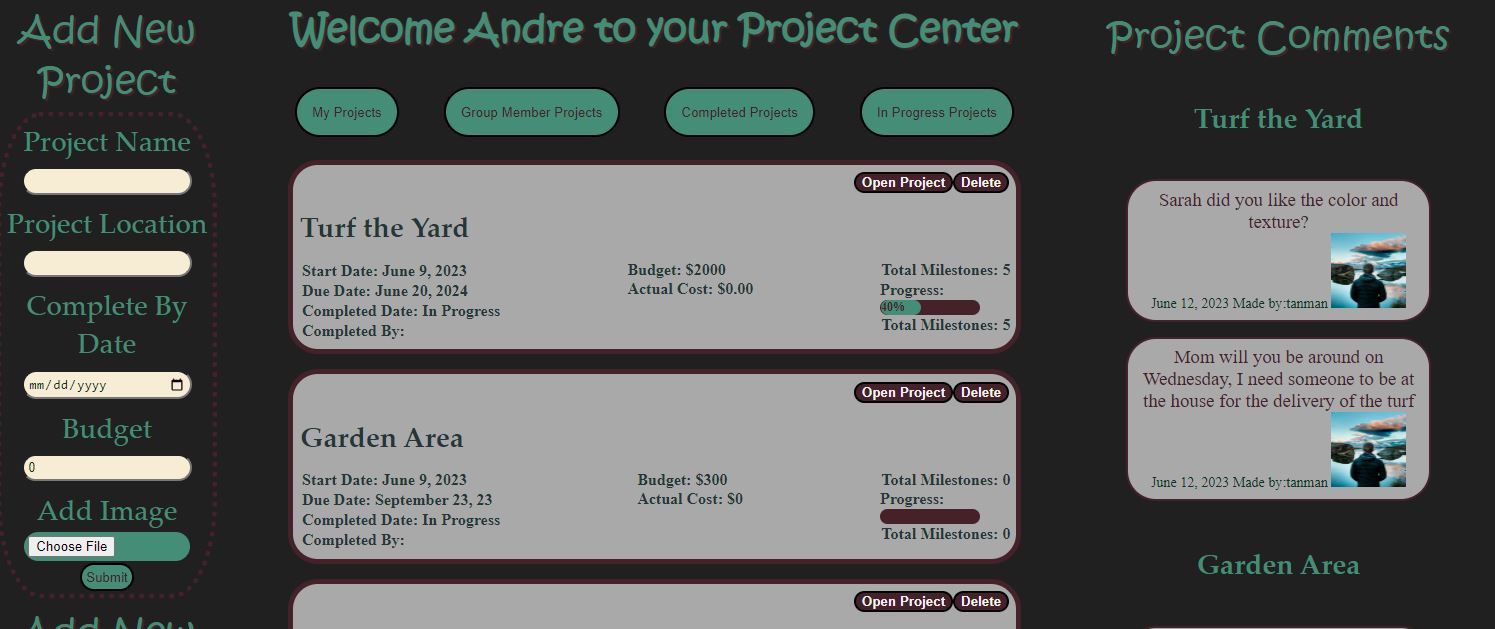 Add New
Project
Project Name
Project Location
Complete By
Date
mm/dd/yyyy
Budget
0
Add Image
Choose File
Submit
Add New
Welcome Andre to your Project Center
My Projects
Group Member Projects
Completed Projects
In Progress Projects
Open Project
Delete
Turf the Yard
Start Date: June 9, 2023
Due Date: June 20, 2024
Completed Date: In Progress
Completed By:
Budget: $2000
Actual Cost: $0.00
Total Milestones: 5
Progress:
40%
Total Milestones: 5
Open Project
Delete
Garden Area
Start Date: June 9, 2023
Due Date: September 23, 23
Completed Date: In Progress
Completed By:
Budget: $300
Actual Cost: $0
Total Milestones: 0
Progress:
Total Milestones: 0
Open Project
Delete
Project Comments
Turf the Yard
Sarah did you like the color and
texture?
June 12, 2023 Made by:tanman
Mom will you be around on
Wednesday, I need someone to be at
the house for the delivery of the turf
June 12, 2023 Made by:tanman
Garden Area